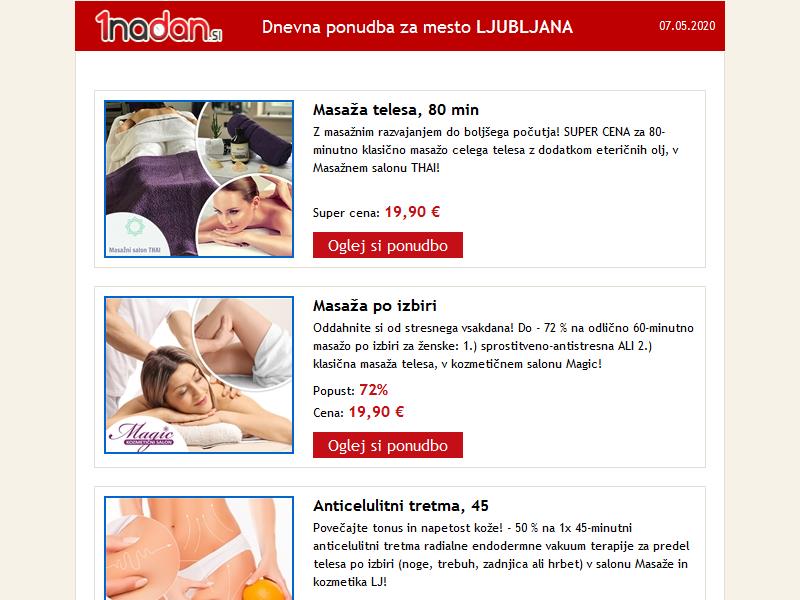 1nadan.si
Dnevna ponudba za mesto LJUBLJANA
07.05.2020
Masaža telesa, 80 min
Z masažnim razvajanjem do boljšega počutja! SUPER CENA za 80-
minutno klasično masažo celega telesa z dodatkom eteričnih olj, v
Masažnem salonu THAI!
Super cena: 19,90 €
Oglej si ponudbo
Masažni salon THAI
Masaža po izbiri
Oddahnite si od stresnega vsakdana! Do - 72 % na odlično 60-minutno
masažo po izbiri za ženske: 1.) sprostitveno-antistresna ALI 2.)
klasična masaža telesa, v kozmetičnem salonu Magic!
Popust: 72%
Cena: 19,90 €
Oglej si ponudbo
Magic
KOZMETIČNI SALON
Anticelulitni tretma, 45
Povečajte tonus in napetost kože! - 50 % na 1x 45-minutni
anticelulitni tretma radialne endodermne vakuum terapije za predel
telesa po izbiri (noge, trebuh, zadnjica ali hrbet) v salonu Masaže in
kozmetika LJ!